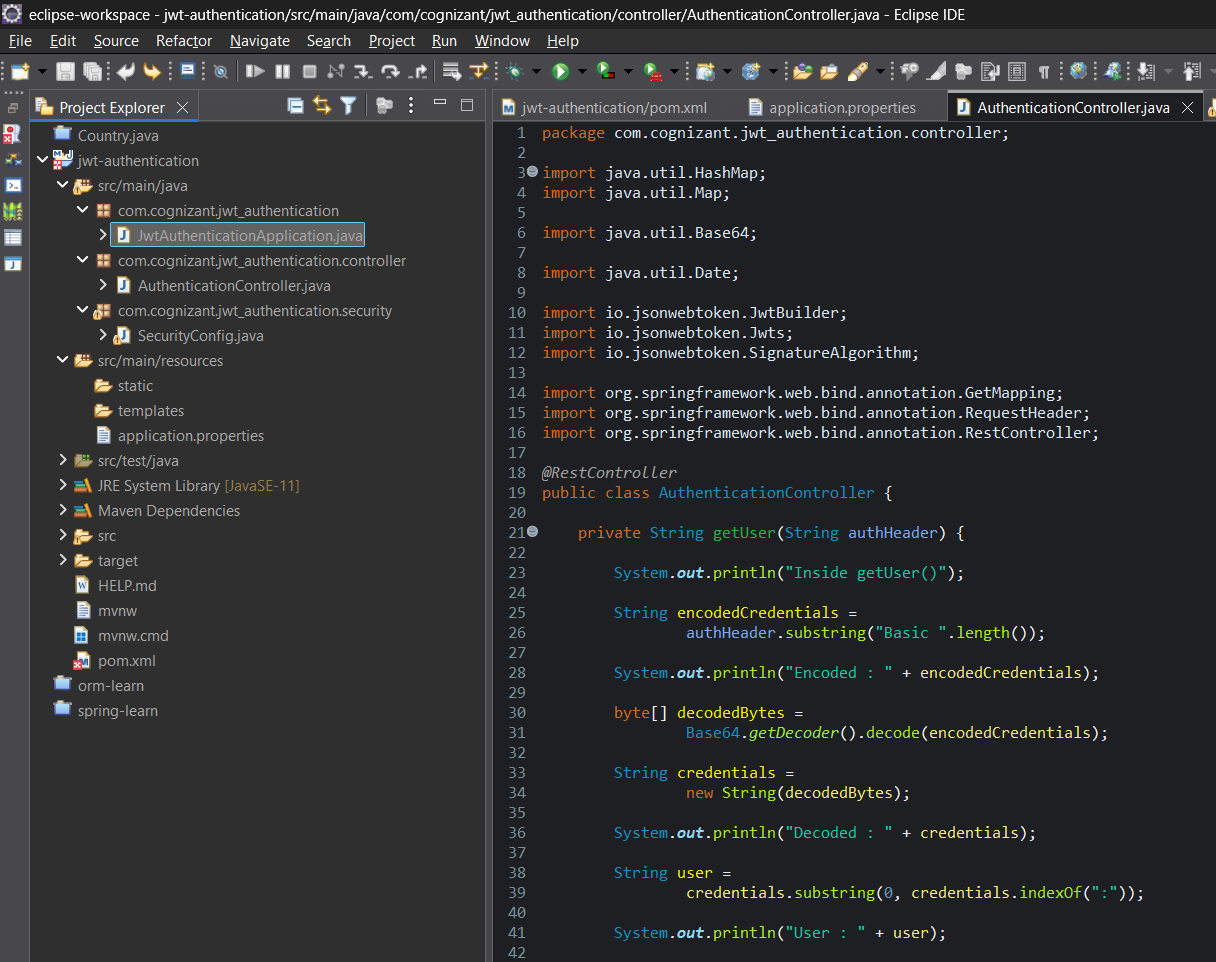 eclipse-workspace - jwt-authentication/src/main/java/com/cognizant/jwt_authentication/controller/AuthenticationController.java - Eclipse IDE
File Edit Source Refactor Navigate Search Project Run Window Help
Project Explorer
Country.java
jwt-authentication
src/main/java
com.cognizant.jwt_authentication
JwtAuthenticationApplication.java
com.cognizant.jwt_authentication.controller
AuthenticationController.java
com.cognizant.jwt_authentication.security
SecurityConfig.java
src/main/resources
static
templates
application.properties
src/test/java
JRE System Library [JavaSE-11]
Maven Dependencies
src
target
HELP.md
mvnw
mvnw.cmd
pom.xml
orm-learn
spring-learn
jwt-authentication/pom.xml application.properties AuthenticationController.java
1 package com.cognizant.jwt_authentication.controller;
2
3 import java.util.HashMap;
4 import java.util.Map;
5
6 import java.util.Base64;
7
8 import java.util.Date;
9
10 import io.jsonwebtoken.JwtBuilder;
11 import io.jsonwebtoken.Jwts;
12 import io.jsonwebtoken.SignatureAlgorithm;
13
14 import org.springframework.web.bind.annotation.GetMapping;
15 import org.springframework.web.bind.annotation.RequestHeader;
16 import org.springframework.web.bind.annotation.RestController;
17
18 @RestController
19 public class AuthenticationController {
20
21 private String getUser(String authHeader) {
22
23 System.out.println("Inside getUser()");
24
25 String encodedCredentials =
26 authHeader.substring("Basic ".length());
27
28 System.out.println("Encoded : " + encodedCredentials);
29
30 byte[] decodedBytes =
31 Base64.getDecoder().decode(encodedCredentials);
32
33 String credentials =
34 new String(decodedBytes);
35
36 System.out.println("Decoded : " + credentials);
37
38 String user =
39 credentials.substring(0, credentials.indexOf(":"));
40
41 System.out.println("User : " + user);
42